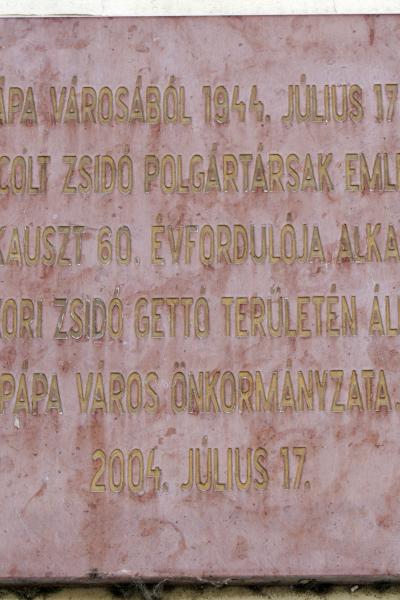 ÁPA VÁROSÁBÓL 1944. JÚLIUS 17
COLT ZSIDÓ POLGÁRTÁRSAK EML
KAUSZT 60. ÉVFORDULÓJA ALKA
KORI ZSIDÓ GETTÓ TERÜLETÉN ÁL
PÁPA VÁROS ÖNKORMÁNYZATA.
2004. JÚLIUS 17.